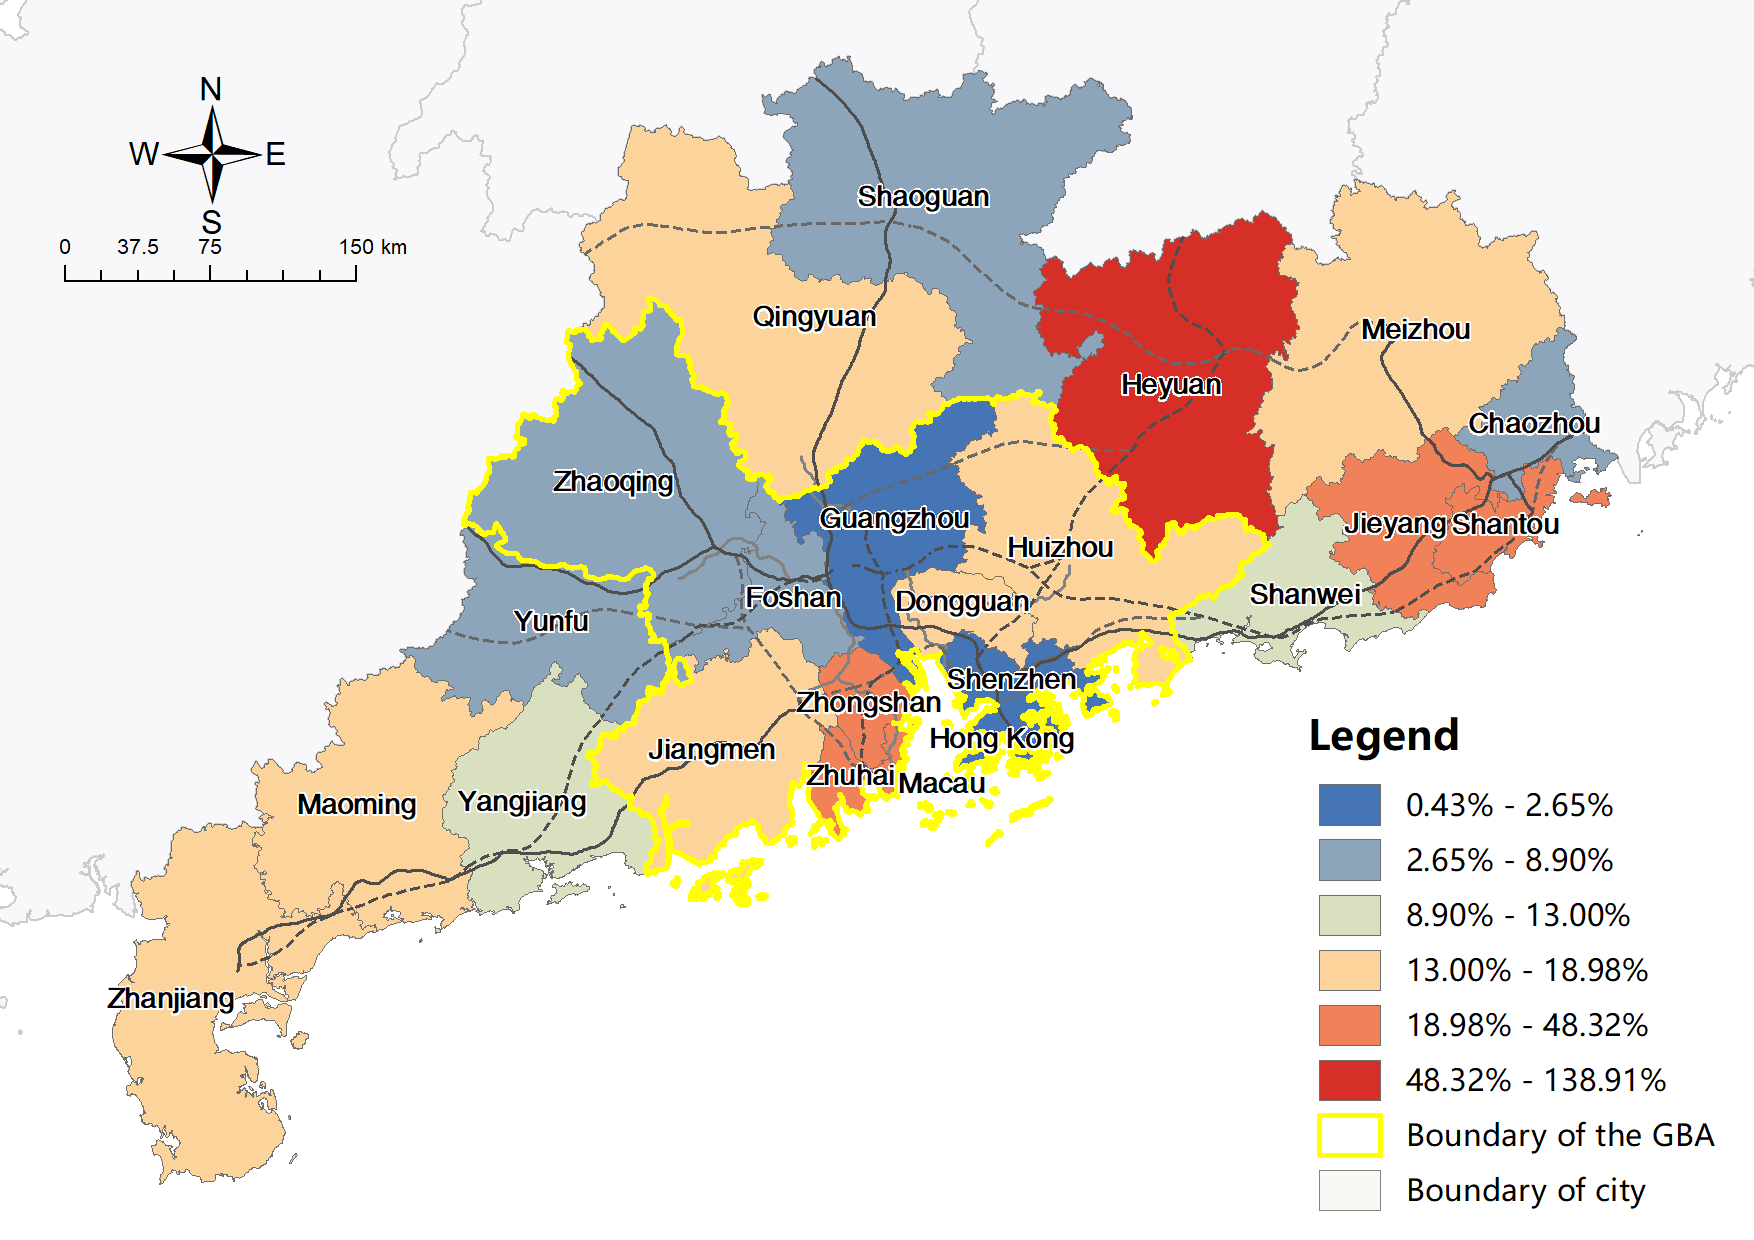 N
W E
S
0 37.5 75 150 km
Shaoguan
Qingyuan
Meizhou
Heyuan
Chaozhou
Zhaoqing
Guangzhou
Jieyang Shantou
Huizhou
Foshan
Dongguan
Shanwei
Yunfu
Shenzhen
Zhongshan
Hong Kong
Jiangmen
Zhuhai
Macau
Maoming
Yangjiang
Zhanjiang
Legend
0.43% - 2.65%
2.65% - 8.90%
8.90% - 13.00%
13.00% - 18.98%
18.98% - 48.32%
48.32% - 138.91%
Boundary of the GBA
Boundary of city